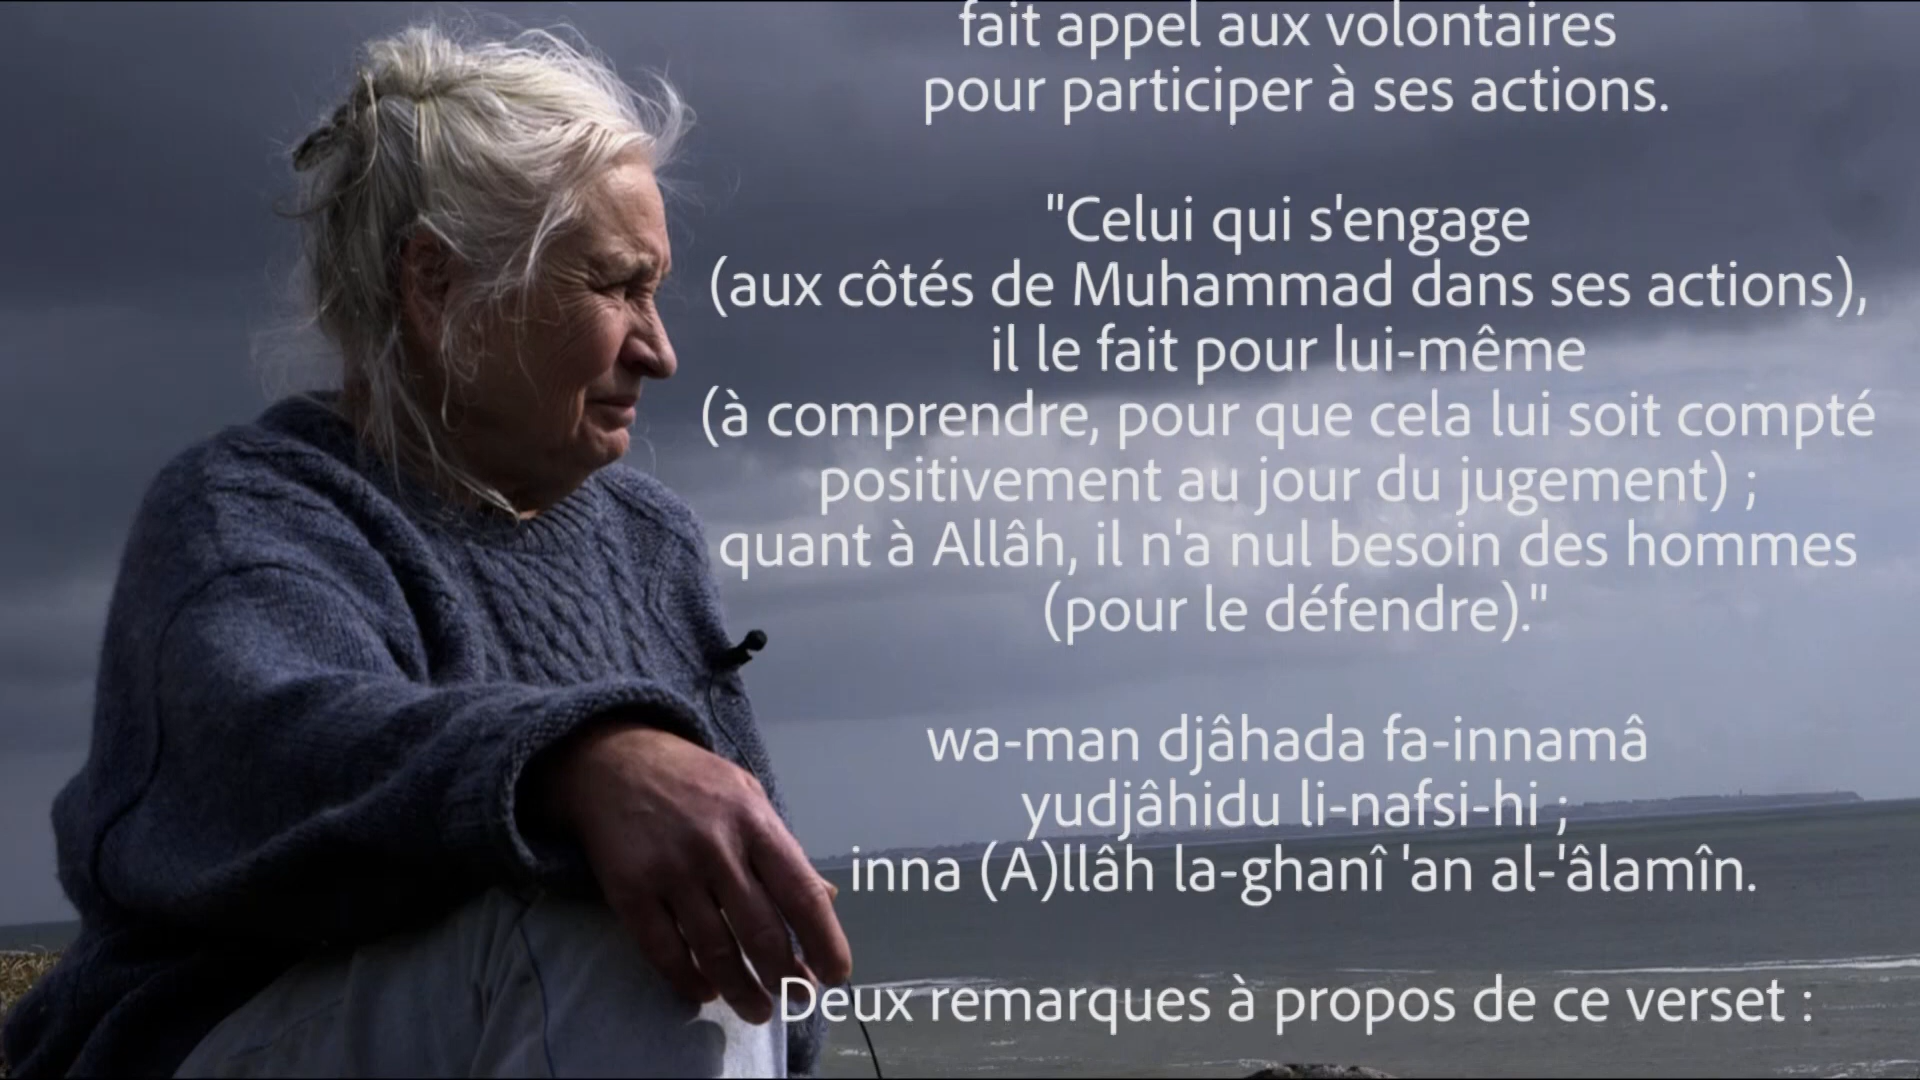 fait appel aux volontaires
pour participer à ses actions.
"Celui qui s'engage
(aux côtés de Muhammad dans ses actions),
il le fait pour lui-même
(à comprendre, pour que cela lui soit compté
positivement au jour du jugement) ;
quant à Allâh, il n'a nul besoin des hommes
(pour le défendre)."
wa-man djâhada fa-innamâ
yudjâhidu li-nafsi-hi ;
inna (A)llâh la-ghanî 'an al-'âlamîn.
Deux remarques à propos de ce verset :